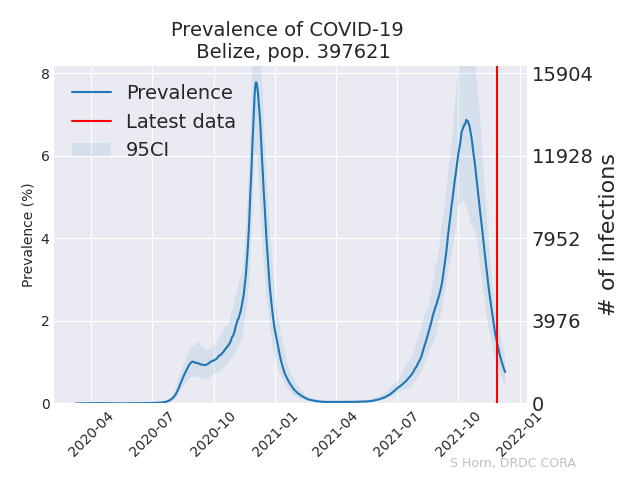 Prevalence of COVID-19
Belize, pop. 397621
Prevalence
Latest data
95CI
Prevalence (%)
8
6
4
2
0
15904
11928
7952
3976
0
# of infections
2020-04
2020-07
2020-10
2021-01
2021-04
2021-07
2021-10
2022-01
S Horn, DRDC CORA